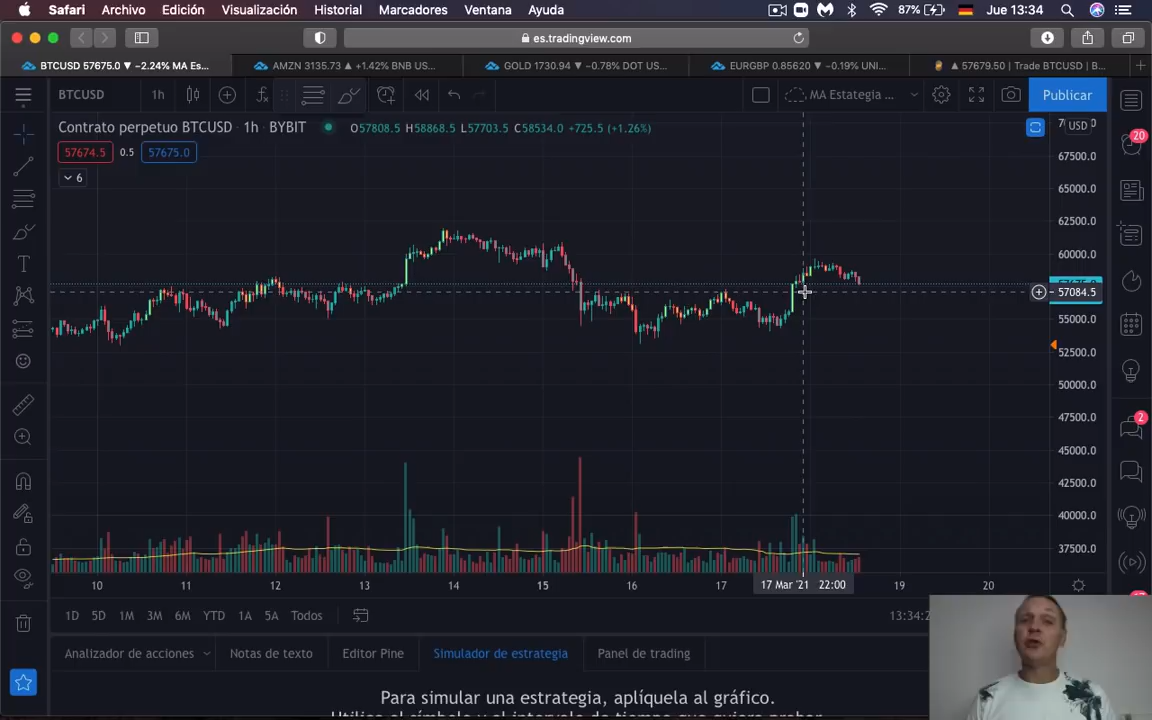 Safari Archivo Edición Visualización Historial Marcadores Ventana Ayuda 87% Jue 13:34
es.tradingview.com
BTCUSD 57675.0 ▼ −2.24% MA Es... AMZN 3135.73 ▲ +1.42% BNB US... GOLD 1730.94 ▼ −0.78% DOT US... EURGBP 0.85620 ▼ −0.19% UNI... ▲ 57679.50 | Trade BTCUSD | B...
BTCUSD 1h MA Estategia ... Publicar
Contrato perpetuo BTCUSD · 1h · BYBIT O57808.5 H58868.5 L57703.5 C58534.0 +725.5 (+1.26%)
USD
57674.5 0.5 57675.0
6
20
67500.0
65000.0
62500.0
60000.0
57084.5
55000.0
52500.0
50000.0
47500.0
2
45000.0
42500.0
40000.0
37500.0
10 11 12 13 14 15 16 17 17 Mar '21 22:00 19 20
1D 5D 1M 3M 6M YTD 1A 5A Todos
Analizador de acciones Notas de texto Editor Pine Simulador de estrategia Panel de trading
Para simular una estrategia, aplíquela al gráfico.